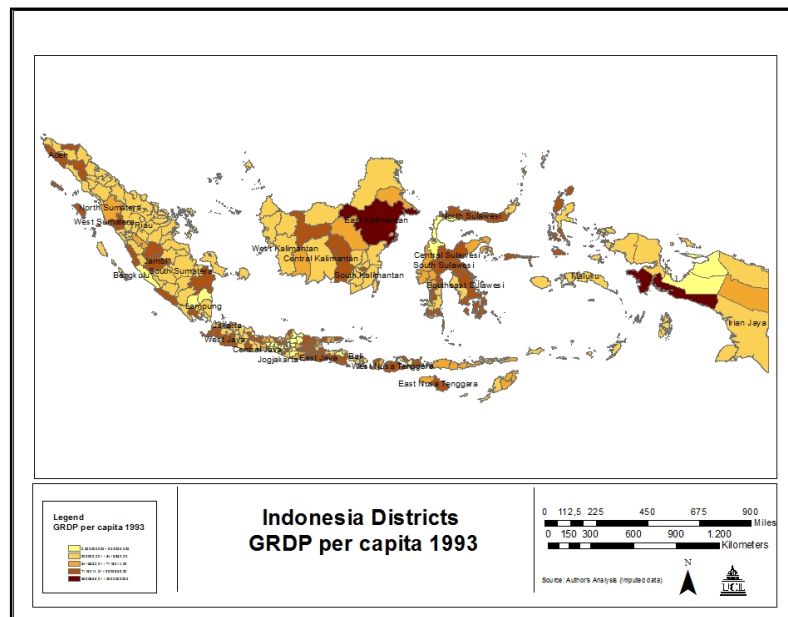 Aceh
North Sumatera
West Sumatera
Riau
Jambi
Bengkulu
South Sumatera
Lampung
Jakarta
West Java
Central Java
Jogjakarta
East Java
Bali
West Nusa Tenggara
East Nusa Tenggara
West Kalimantan
Central Kalimantan
East Kalimantan
South Kalimantan
North Sulawesi
Central Sulawesi
South Sulawesi
Southeast Sulawesi
Maluku
Irian Jaya
Legend
GRDP per capita 1993
Indonesia Districts
GRDP per capita 1993
0 112,5 225 450 675 900
Miles
0 150 300 600 900 1.200
Kilometers
Source: Author's Analysis (Imputed data)
N
UCL